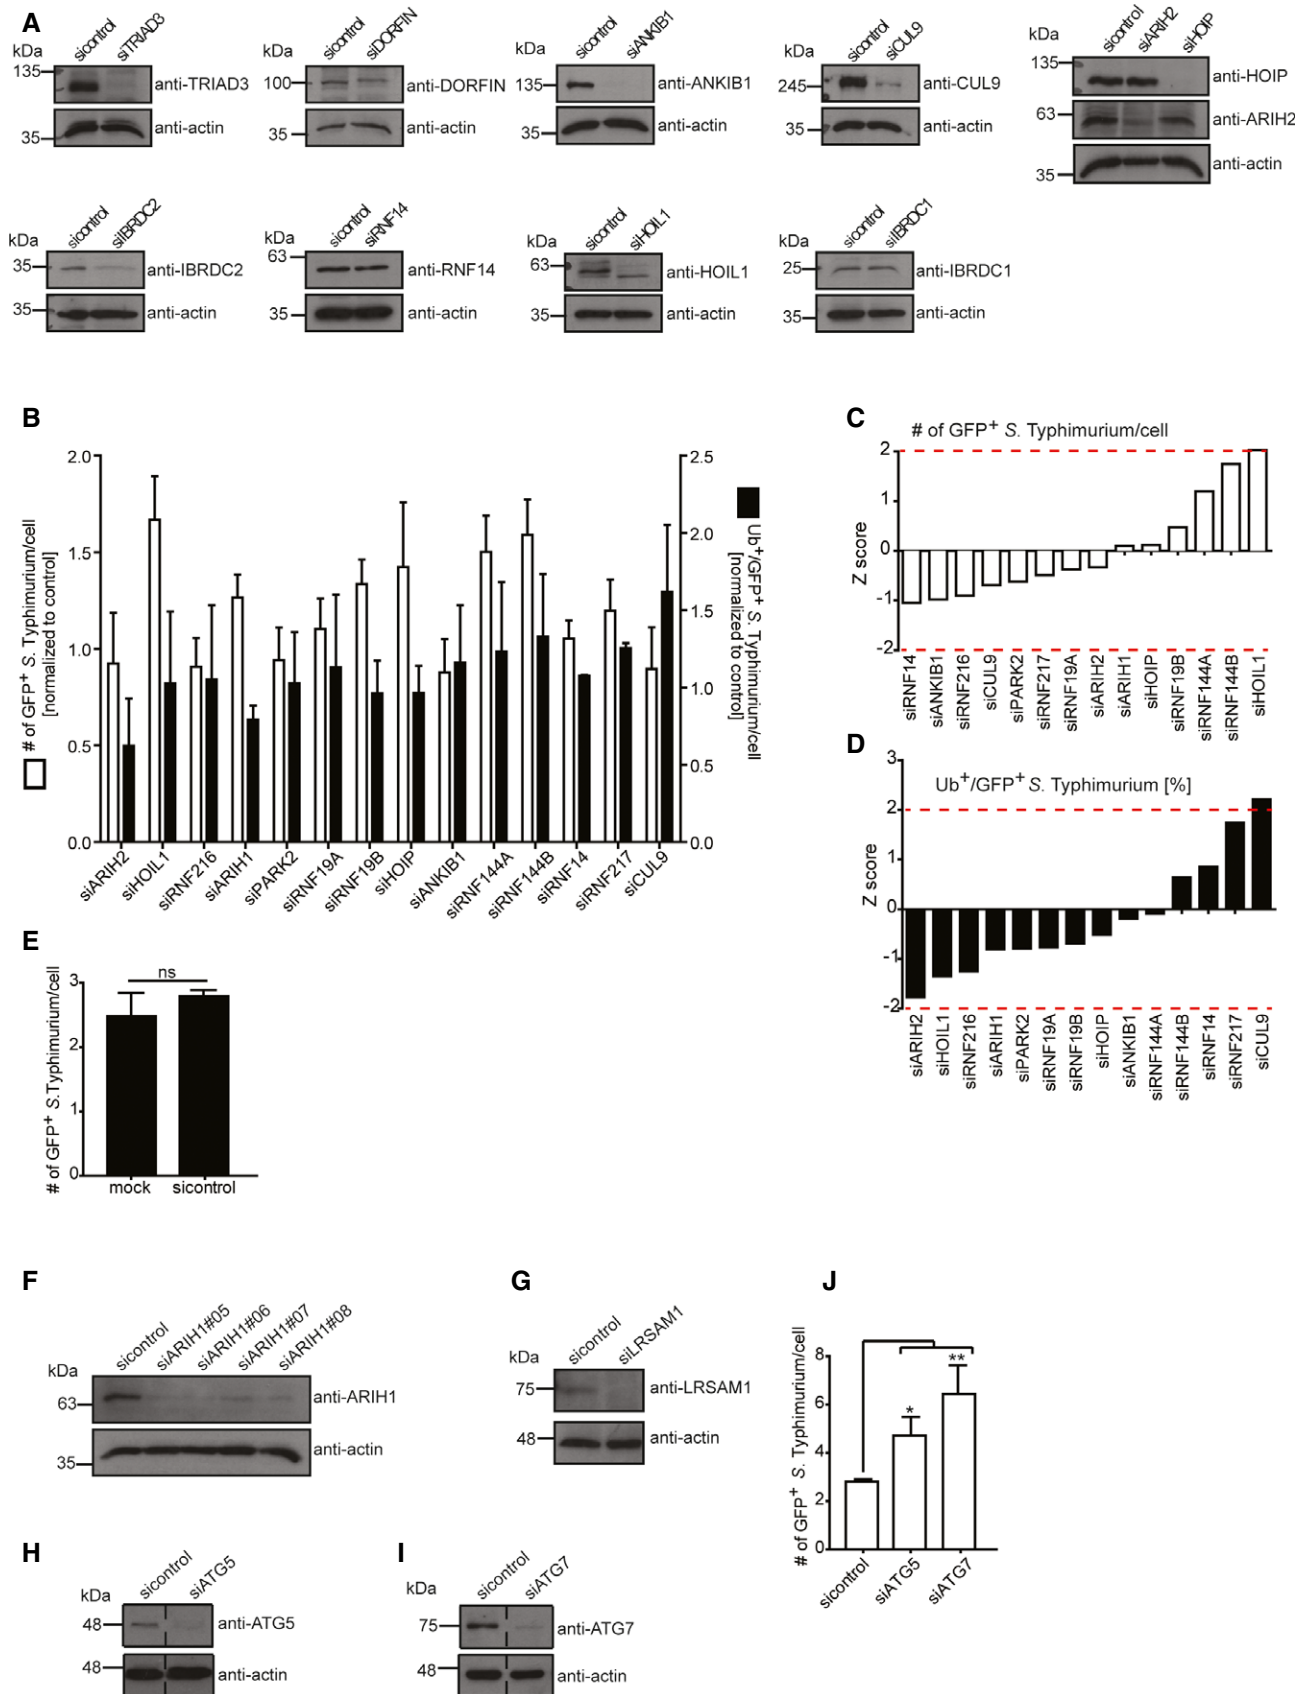 A
kDa
sicontrol
siTRIAD3
135
anti-TRIAD3
35
anti-actin
sicontrol
siDORFIN
kDa
100
anti-DORFIN
35
anti-actin
sicontrol
siANKIB1
kDa
135
anti-ANKIB1
35
anti-actin
sicontrol
siCUL9
kDa
245
anti-CUL9
35
anti-actin
sicontrol
siARIH2
siHOIP
kDa
135
anti-HOIP
63
anti-ARIH2
35
anti-actin
sicontrol
siIBRDC2
kDa
35
anti-IBRDC2
35
anti-actin
sicontrol
siRNF14
kDa
63
anti-RNF14
35
anti-actin
sicontrol
siHOIL1
kDa
63
anti-HOIL1
35
anti-actin
sicontrol
siIBRDC1
kDa
25
anti-IBRDC1
35
anti-actin
B
# of GFP+ S. Typhimurium/cell
[normalized to control]
2.0
1.5
1.0
0.5
0.0
2.5
2.0
1.5
1.0
0.5
0.0
Ub+/GFP+ S. Typhimurium/cell
[normalized to control]
siARIH2
siHOIL1
siRNF216
siARIH1
siPARK2
siRNF19A
siRNF19B
siHOIP
siANKIB1
siRNF144A
siRNF144B
siRNF14
siRNF217
siCUL9
C
# of GFP+ S. Typhimurium/cell
Z score
2
1
0
-1
-2
siRNF14
siANKIB1
siRNF216
siCUL9
siPARK2
siRNF217
siRNF19A
siARIH2
siARIH1
siHOIP
siRNF19B
siRNF144A
siRNF144B
siHOIL1
D
Ub+/GFP+ S. Typhimurium [%]
Z score
3
2
1
0
-1
-2
siARIH2
siHOIL1
siRNF216
siARIH1
siPARK2
siRNF19A
siRNF19B
siHOIP
siANKIB1
siRNF144A
siRNF144B
siRNF14
siRNF217
siCUL9
E
# of GFP+ S.Typhimurium/cell
3
2
1
0
ns
mock
sicontrol
F
sicontrol
siARIH1#05
siARIH1#06
siARIH1#07
siARIH1#08
kDa
63
anti-ARIH1
35
anti-actin
G
sicontrol
siLRSAM1
kDa
75
anti-LRSAM1
48
anti-actin
J
# of GFP+ S. Typhimurium/cell
8
6
4
2
0
*
**
sicontrol
siATG5
siATG7
H
sicontrol
siATG5
kDa
48
anti-ATG5
48
anti-actin
I
sicontrol
siATG7
kDa
75
anti-ATG7
48
anti-actin